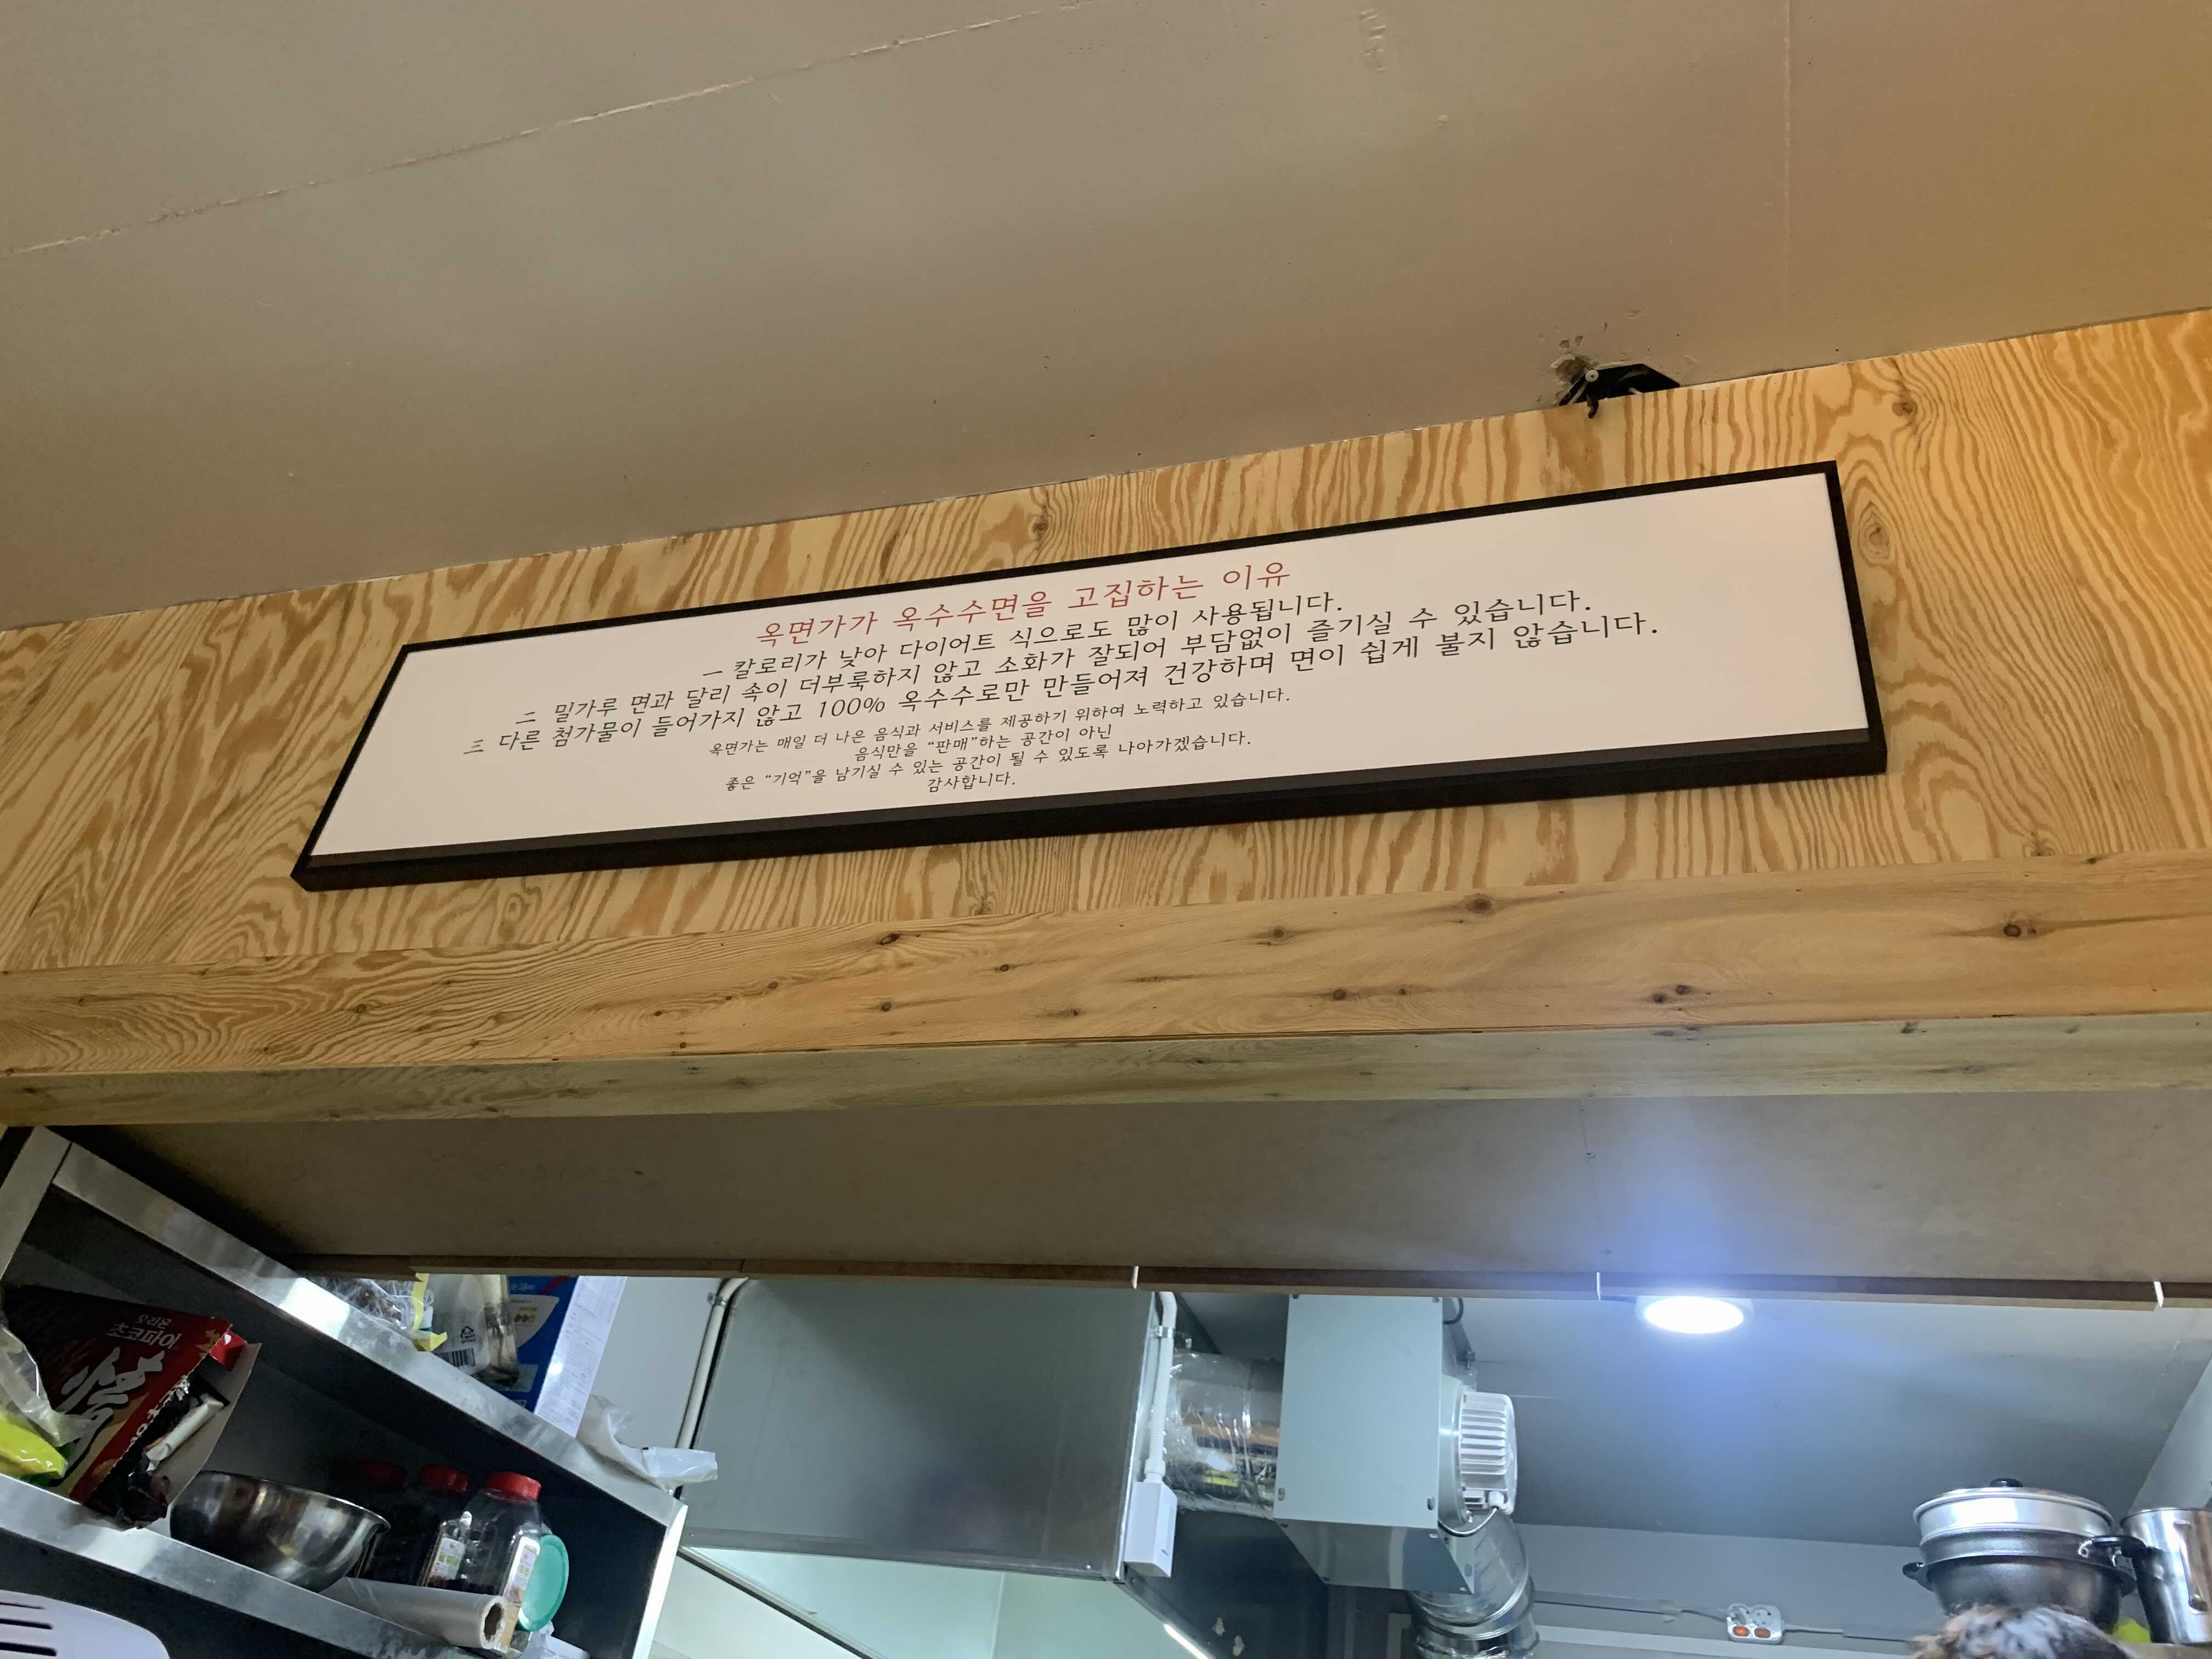 옥면가가 옥수수면을 고집하는 이유
一 칼로리가 낮아 다이어트 식으로도 많이 사용됩니다.
二 밀가루 면과 달리 속이 더부룩하지 않고 소화가 잘되어 부담없이 즐기실 수 있습니다.
三 다른 첨가물이 들어가지 않고 100% 옥수수로만 만들어져 건강하며 면이 쉽게 불지 않습니다.
옥면가는 매일 더 나은 음식과 서비스를 제공하기 위하여 노력하고 있습니다.
음식만을 “판매”하는 공간이 아닌
좋은 “기억”을 남기실 수 있는 공간이 될 수 있도록 나아가겠습니다.
감사합니다.
오리온
초코파이
情